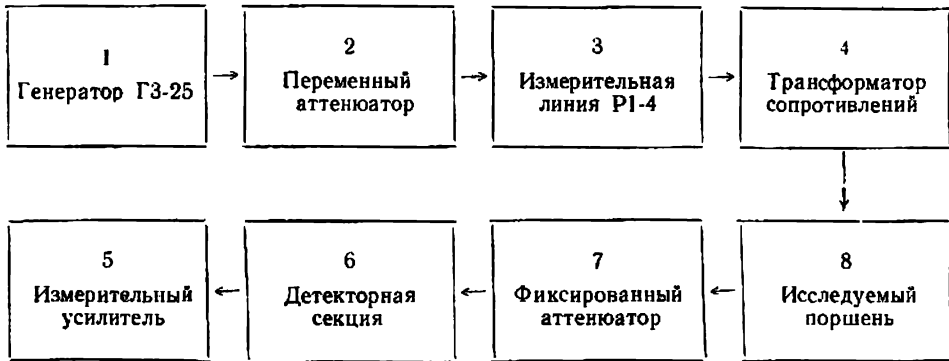 1
Генератор ГЗ-25
2
Переменный
аттенюатор
3
Измерительная
линия Р1-4
4
Трансформатор
сопротивлений
5
Измерительный
усилитель
6
Детекторная
секция
7
Фиксированный
аттенюатор
8
Исследуемый
поршень